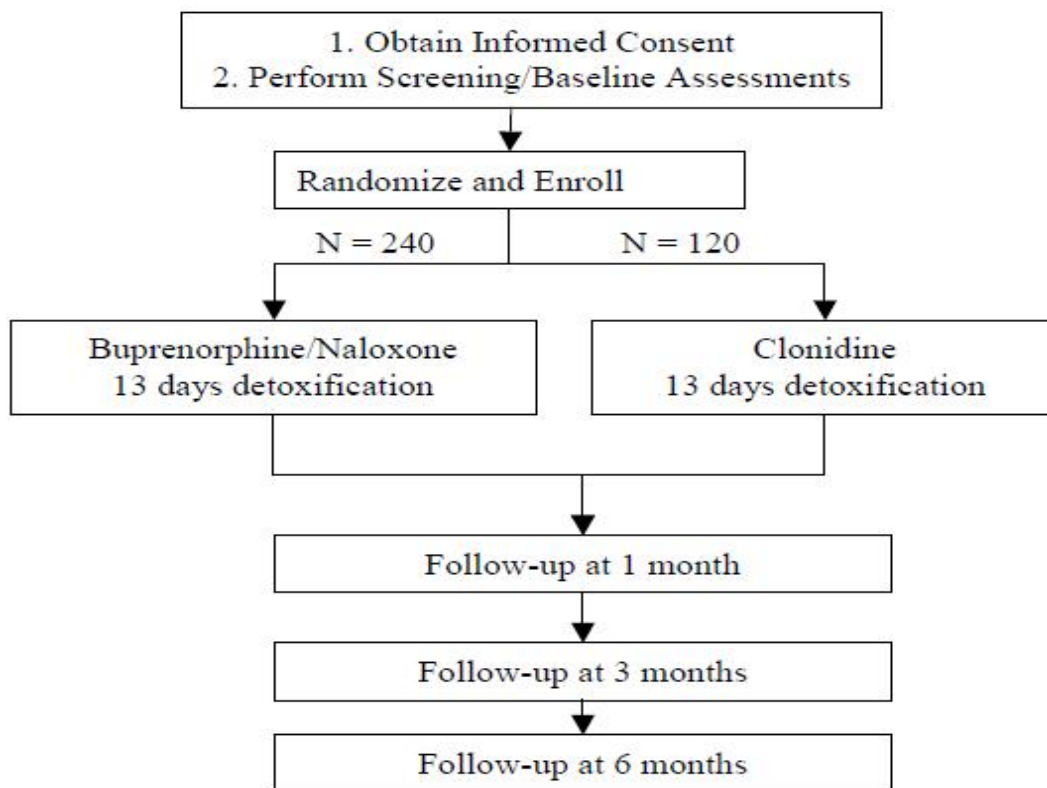 1. Obtain Informed Consent
2. Perform Screening/Baseline Assessments
Randomize and Enroll
N = 240
N = 120
Buprenorphine/Naloxone
13 days detoxification
Clonidine
13 days detoxification
Follow-up at 1 month
Follow-up at 3 months
Follow-up at 6 months